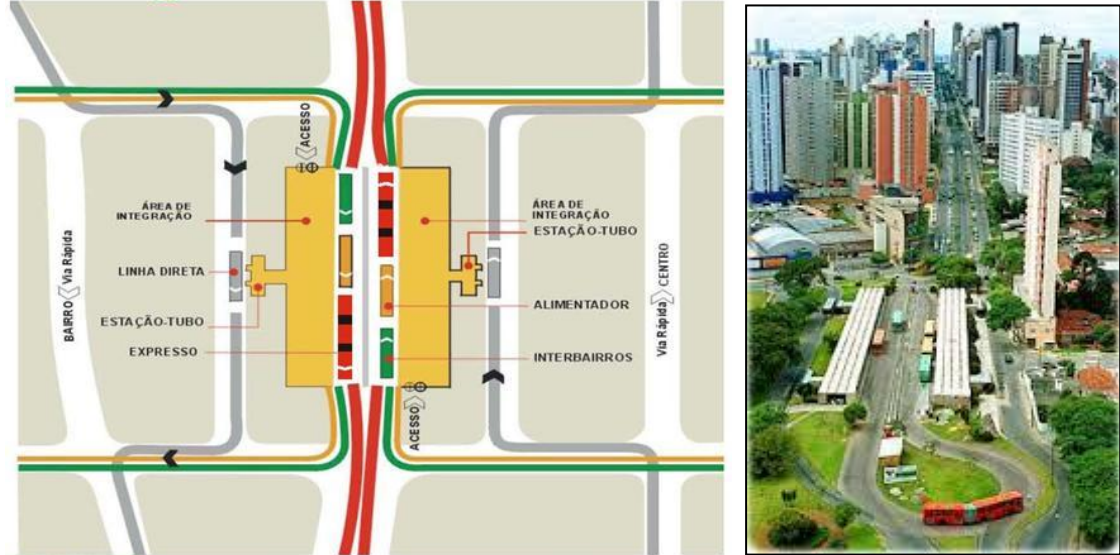 ACESSO
ÁREA DE
INTEGRAÇÃO
LINHA DIRETA
ESTAÇÃO-TUBO
EXPRESSO
BAIRRO
Via Rápida
ÁREA DE
INTEGRAÇÃO
ESTAÇÃO-TUBO
ALIMENTADOR
INTERBAIRROS
ACESSO
Via Rápida
CENTRO